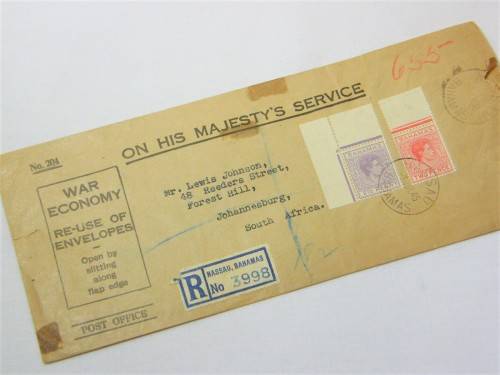 655
ON HIS MAJESTY'S SERVICE
No. 204
WAR
ECONOMY
RE-USE OF
ENVELOPES
Open by
slitting
along
flap edge
POST OFFICE
Mr. Lewis Johnson,
48 Reeders Street,
Forest Hill,
Johannesburg,
South Africa.
BAHAMAS
BAHAMAS
R
NASSAU, BAHAMAS
No 3998